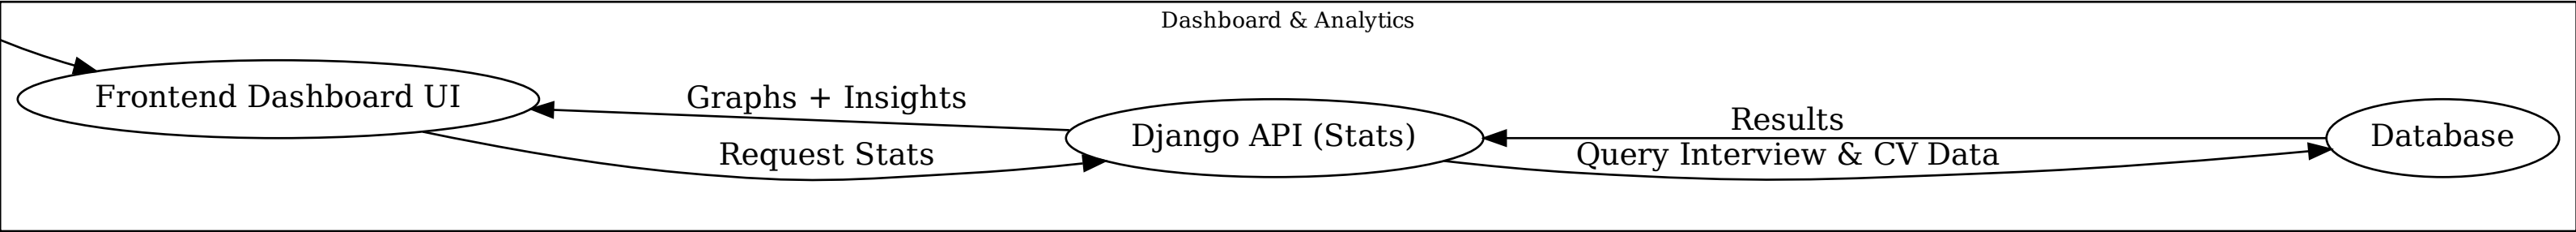 Dashboard & Analytics
Frontend Dashboard UI
Graphs + Insights
Request Stats
Django API (Stats)
Results
Query Interview & CV Data
Database